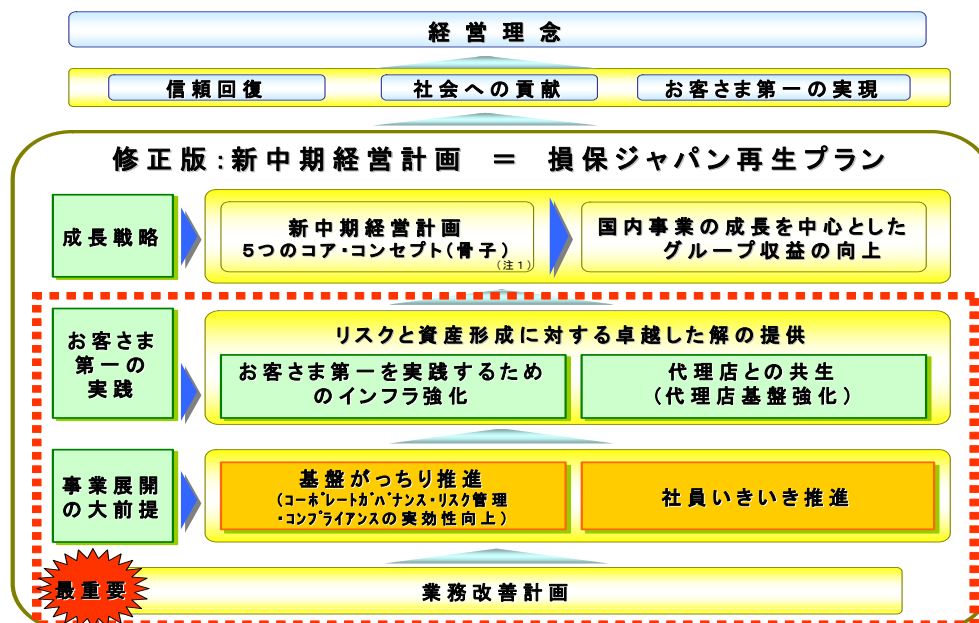 経営理念
信頼回復
社会への貢献
お客さま第一の実現
修正版:新中期経営計画 = 損保ジャパン再生プラン
成長戦略
新中期経営計画
5つのコア・コンセプト(骨子)
(注1)
国内事業の成長を中心とした
グループ収益の向上
お客さま
第一の
実践
リスクと資産形成に対する卓越した解の提供
お客さま第一を実践するため
のインフラ強化
代理店との共生
(代理店基盤強化)
事業展開
の大前提
基盤がっちり推進
(コーポレートガバナンス・リスク管理
・コンプライアンスの実効性向上)
社員いきいき推進
最重要
業務改善計画